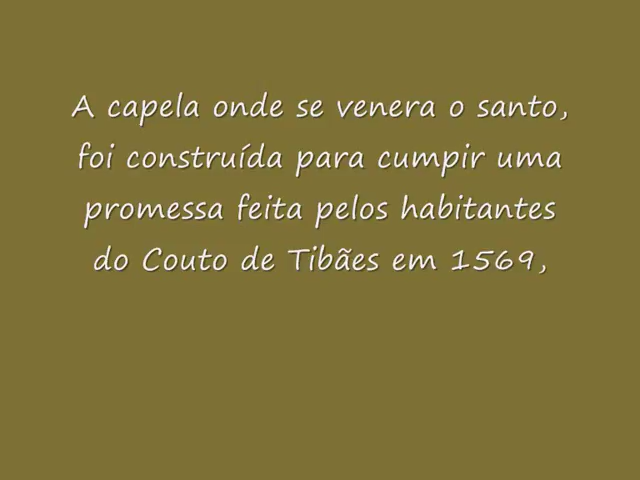 A capela onde se venera o santo,
foi construída para cumpir uma
promessa feita pelos habitantes
do Couto de Tibães em 1569,